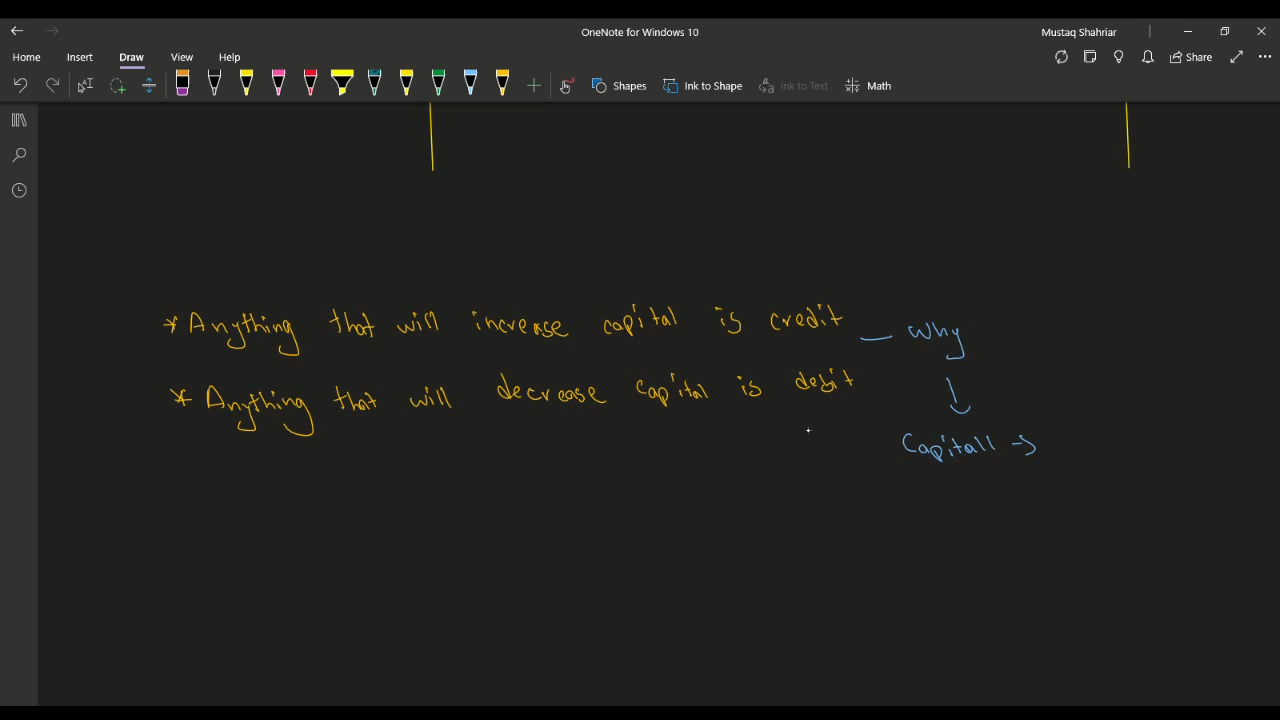 OneNote for Windows 10
Mustaq Shahriar
Home Insert Draw View Help
Share
Shapes Ink to Shape Ink to Text Math
*Anything that will increase capital is credit — Why
* Anything that will decrease capital is debit
Capitall →